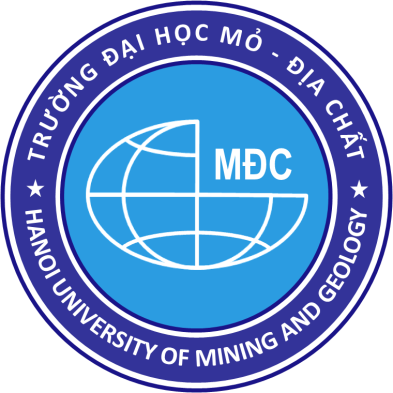 TRƯỜNG ĐẠI HỌC MỎ - ĐỊA CHẤT
MĐC
HANOI UNIVERSITY OF MINING AND GEOLOGY